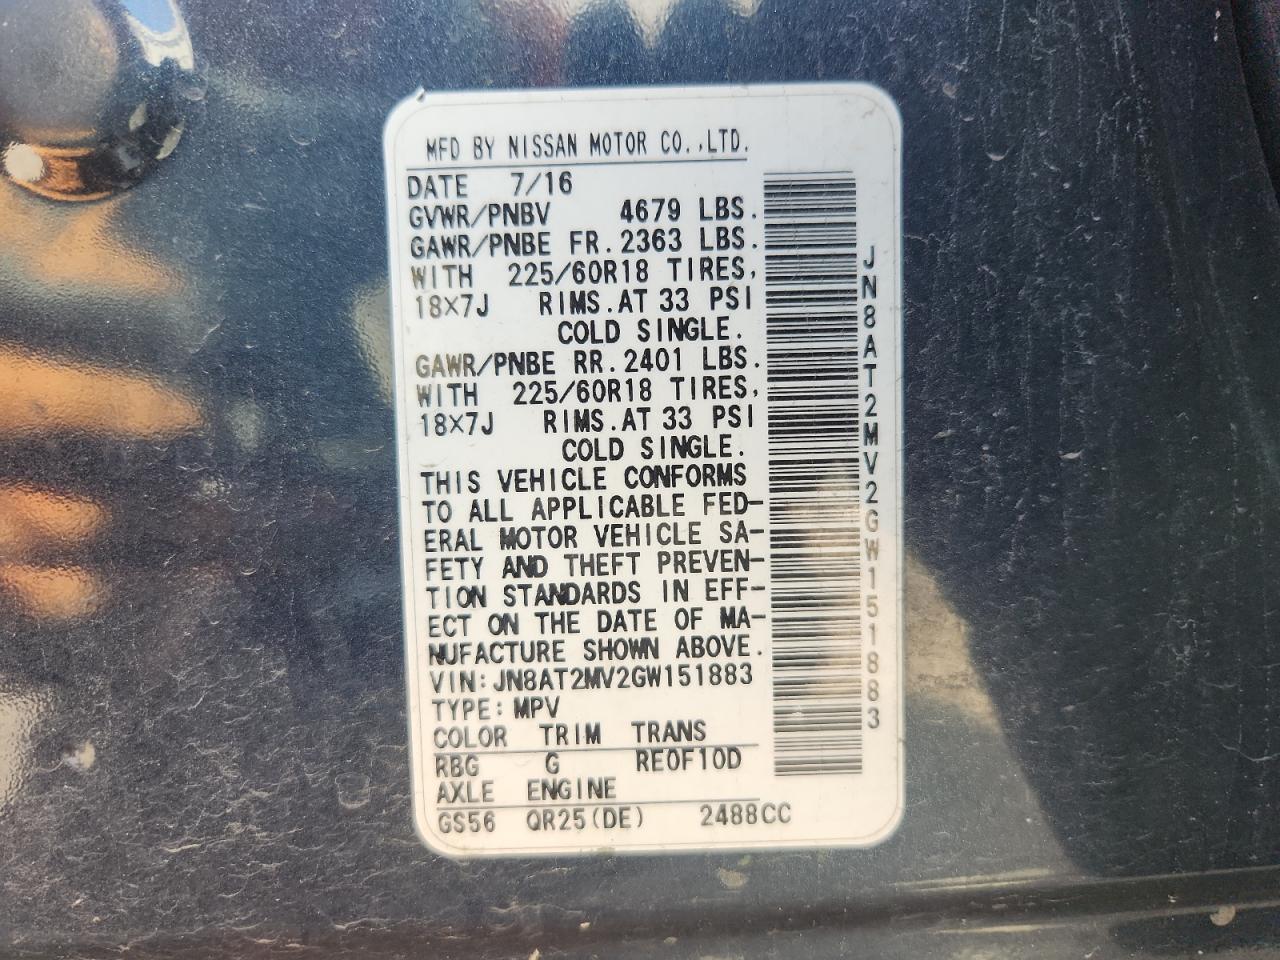 MFD BY NISSAN MOTOR CO.,LTD.
DATE 7/16
GVWR/PNBV 4679 LBS.
GAWR/PNBE FR. 2363 LBS.
WITH 225/60R18 TIRES,
18×7J RIMS. AT 33 PSI
COLD SINGLE.
GAWR/PNBE RR. 2401 LBS.
WITH 225/60R18 TIRES,
18×7J RIMS. AT 33 PSI
COLD SINGLE.
THIS VEHICLE CONFORMS
TO ALL APPLICABLE FED-
ERAL MOTOR VEHICLE SA-
FETY AND THEFT PREVEN-
TION STANDARDS IN EFF-
ECT ON THE DATE OF MA-
NUFACTURE SHOWN ABOVE.
VIN: JN8AT2MV2GW151883
TYPE: MPV
COLOR TRIM TRANS
RBG G RE0F10D
AXLE ENGINE
GS56 QR25(DE) 2488CC
JN8AT2MV2GW151883